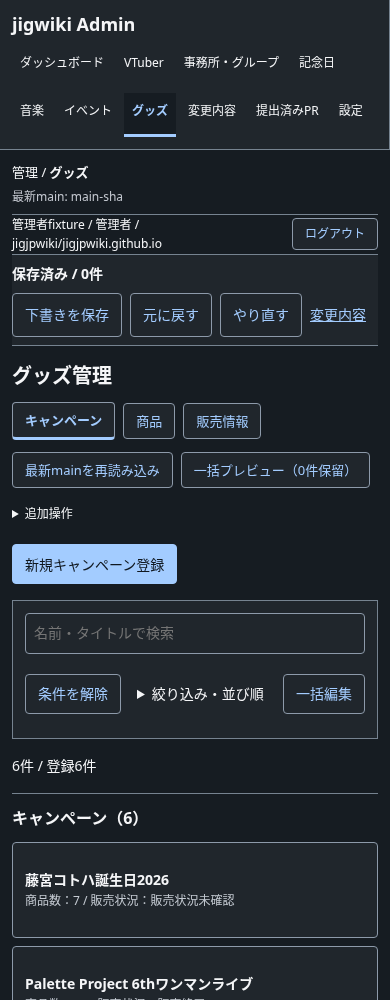 jigwiki Admin
ダッシュボード VTuber 事務所・グループ 記念日
音楽 イベント グッズ 変更内容 提出済みPR 設定
管理 / グッズ
最新main: main-sha
管理者fixture / 管理者 /
jigjpwiki/jigjpwiki.github.io
ログアウト
保存済み / 0件
下書きを保存 元に戻す やり直す 変更内容
グッズ管理
キャンペーン 商品 販売情報
最新mainを再読み込み 一括プレビュー（0件保留）
▶ 追加操作
新規キャンペーン登録
名前・タイトルで検索
条件を解除 ▶ 絞り込み・並び順 一括編集
6件 / 登録6件
キャンペーン（6）
藤宮コトハ誕生日2026
商品数：7 / 販売状況：販売状況未確認
Palette Project 6thワンマンライブ